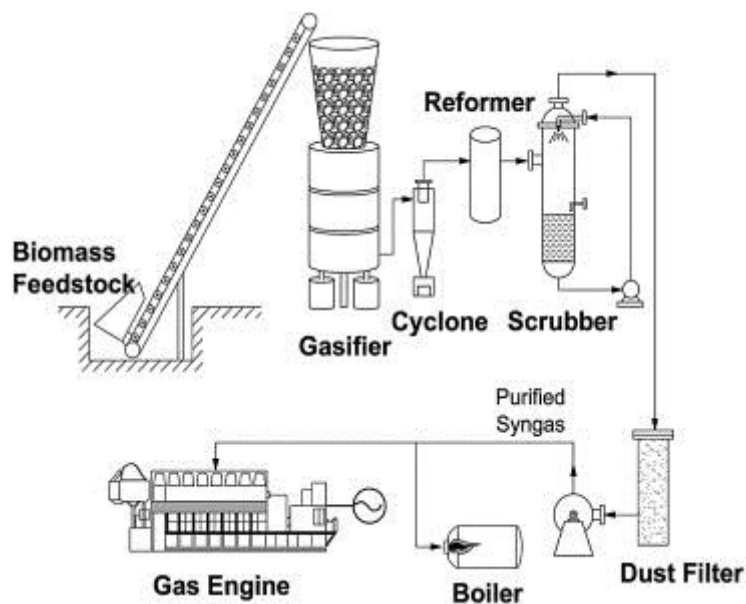 Reformer
Biomass
Feedstock
Gasifier
Cyclone
Scrubber
Purified
Syngas
Gas Engine
Boiler
Dust Filter